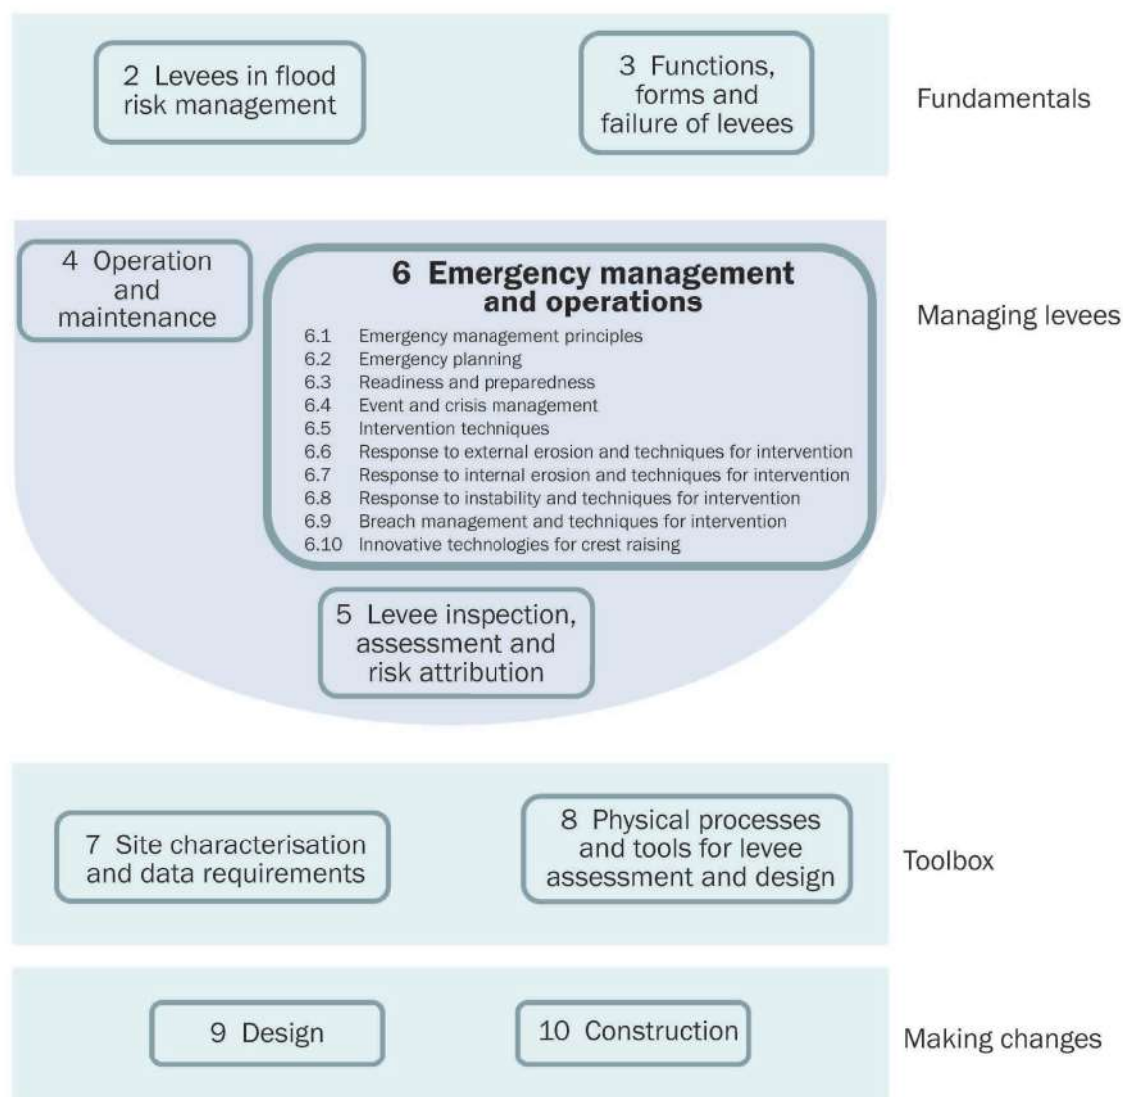 2 Levees in flood
risk management
3 Functions,
forms and
failure of levees
Fundamentals
4 Operation
and
maintenance
6 Emergency management
and operations
6.1 Emergency management principles
6.2 Emergency planning
6.3 Readiness and preparedness
6.4 Event and crisis management
6.5 Intervention techniques
6.6 Response to external erosion and techniques for intervention
6.7 Response to internal erosion and techniques for intervention
6.8 Response to instability and techniques for intervention
6.9 Breach management and techniques for intervention
6.10 Innovative technologies for crest raising
Managing levees
5 Levee inspection,
assessment and
risk attribution
7 Site characterisation
and data requirements
8 Physical processes
and tools for levee
assessment and design
Toolbox
9 Design
10 Construction
Making changes